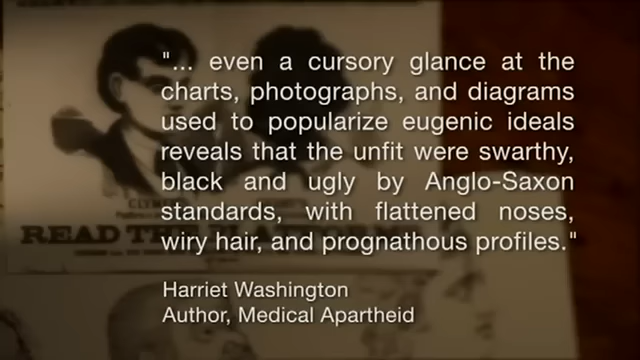 "... even a cursory glance at the
charts, photographs, and diagrams
used to popularize eugenic ideals
reveals that the unfit were swarthy,
black and ugly by Anglo-Saxon
standards, with flattened noses,
wiry hair, and prognathous profiles."
Harriet Washington
Author, Medical Apartheid
READ THE